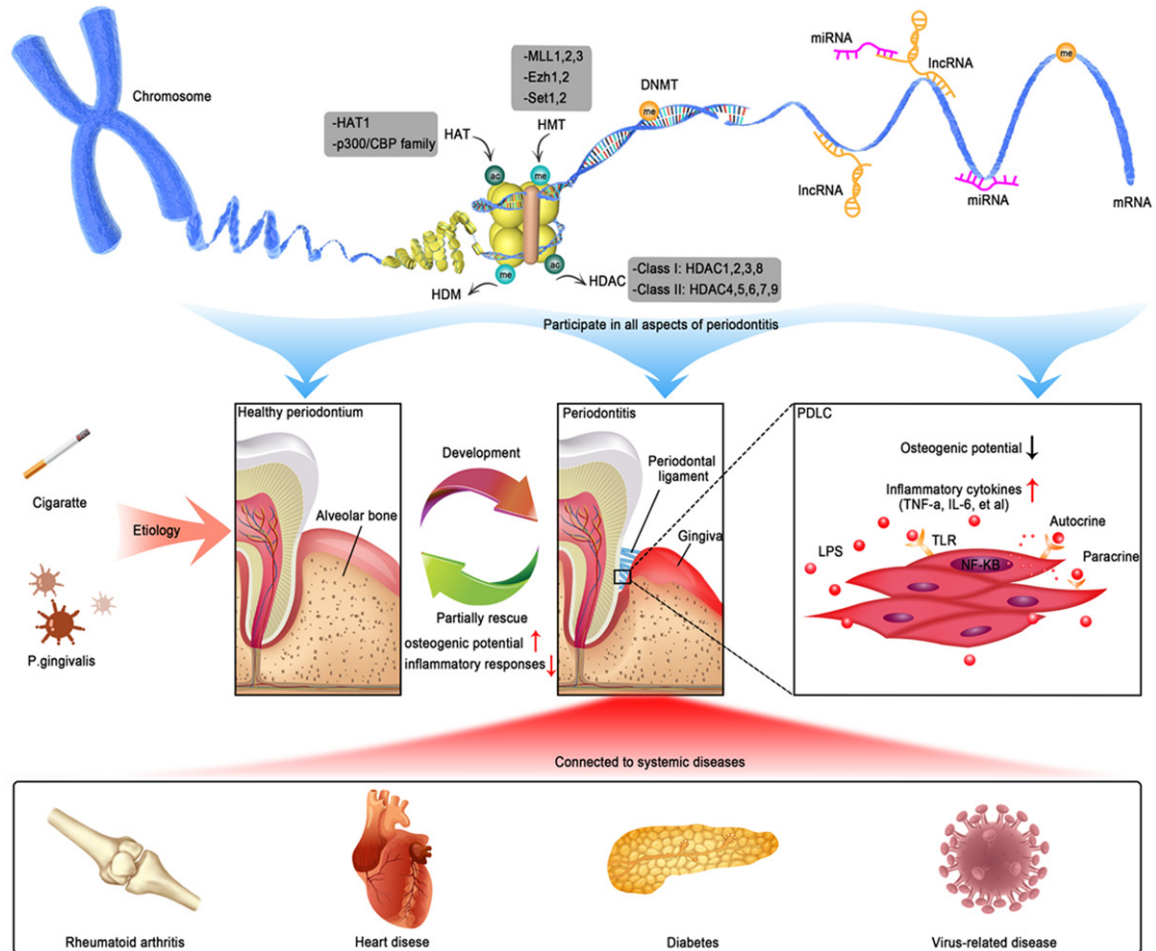 Chromosome
-HAT1
-p300/CBP family
HAT
-MLL1,2,3
-Ezh1,2
-Set1,2
HMT
DNMT
me
miRNA
lncRNA
me
lncRNA
miRNA
mRNA
ac
me
me
ac
HDM
HDAC
-Class I: HDAC1,2,3,8
-Class II: HDAC4,5,6,7,9
Participate in all aspects of periodontitis
Cigaratte
P.gingivalis
Etiology
Healthy periodontium
Alveolar bone
Development
Partially rescue
osteogenic potential ↑
inflammatory responses ↓
Periodontitis
Periodontal
ligament
Gingiva
PDLC
Osteogenic potential ↓
Inflammatory cytokines ↑
(TNF-a, IL-6, et al)
LPS
TLR
Autocrine
NF-KB
Paracrine
Connected to systemic diseases
Rheumatoid arthritis
Heart disese
Diabetes
Virus-related disease